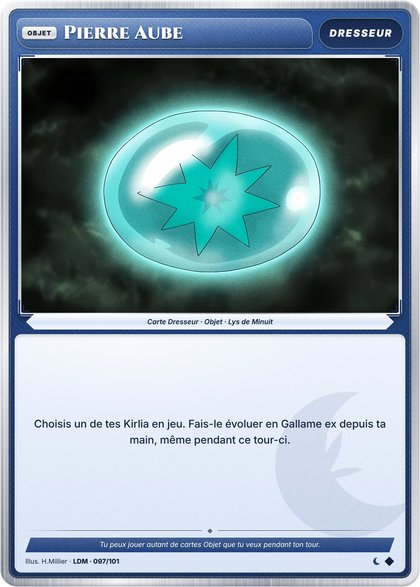 OBJET PIERRE AUBE DRESSEUR
Carte Dresseur · Objet · Lys de Minuit
Choisis un de tes Kirlia en jeu. Fais-le évoluer en Gallame ex depuis ta
main, même pendant ce tour-ci.
Tu peux jouer autant de cartes Objet que tu veux pendant ton tour.
Illus. H.Millier · LDM · 097/101